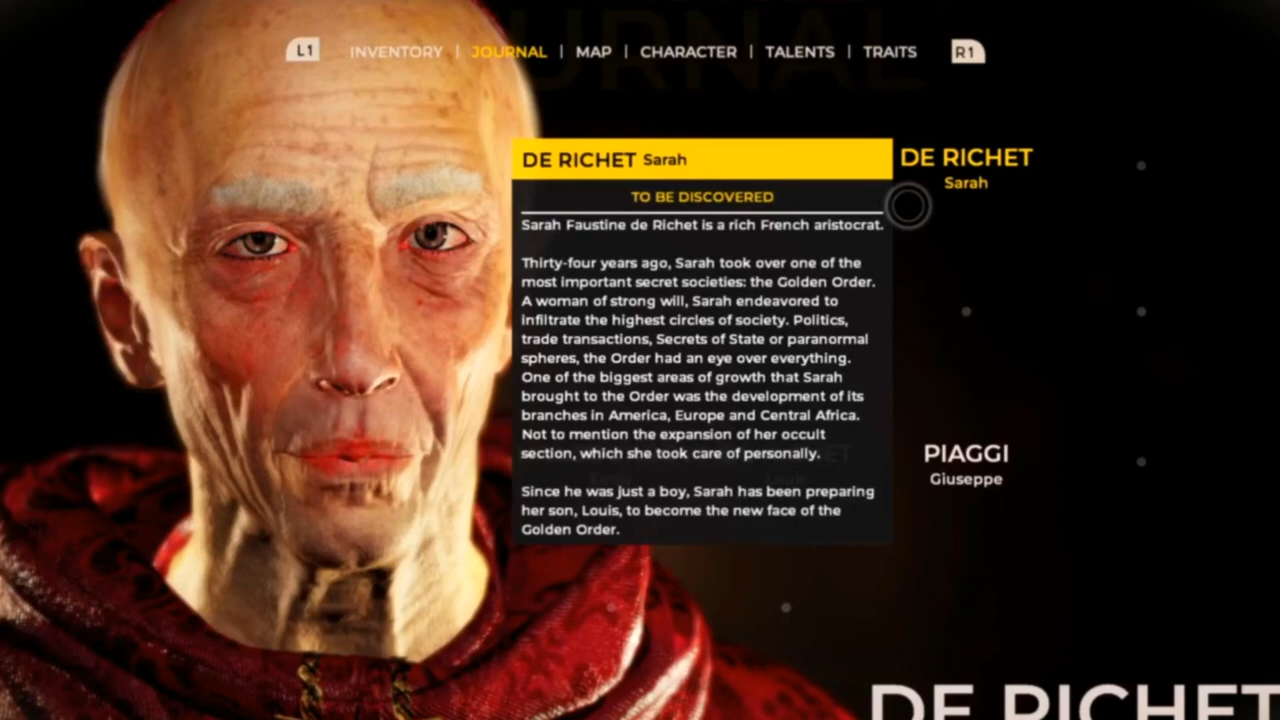 L1 INVENTORY | JOURNAL | MAP | CHARACTER | TALENTS | TRAITS R1
DE RICHET Sarah
TO BE DISCOVERED
Sarah Faustine de Richet is a rich French aristocrat.
Thirty-four years ago, Sarah took over one of the
most important secret societies: the Golden Order.
A woman of strong will, Sarah endeavored to
infiltrate the highest circles of society. Politics,
trade transactions, Secrets of State or paranormal
spheres, the Order had an eye over everything.
One of the biggest areas of growth that Sarah
brought to the Order was the development of its
branches in America, Europe and Central Africa.
Not to mention the expansion of her occult
section, which she took care of personally.
Since he was just a boy, Sarah has been preparing
her son, Louis, to become the new face of the
Golden Order.
DE RICHET
Sarah
PIAGGI
Giuseppe
DE RICHET